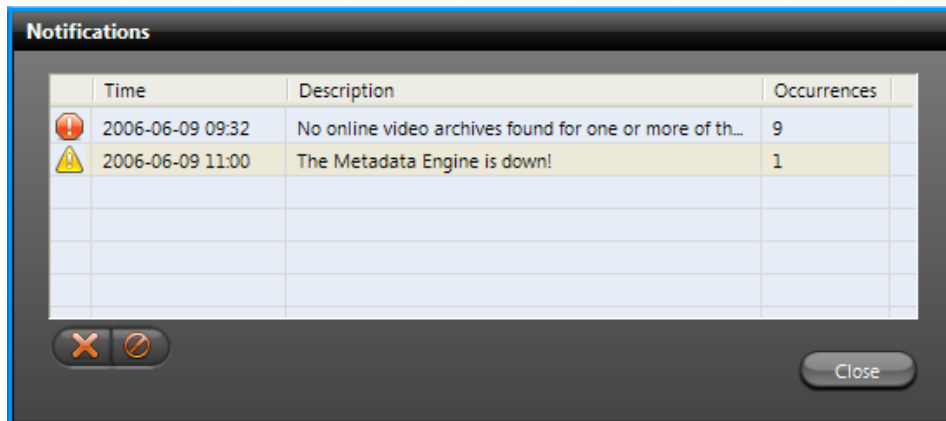 Notifications
Time Description Occurrences
2006-06-09 09:32 No online video archives found for one or more of th... 9
2006-06-09 11:00 The Metadata Engine is down! 1
Close